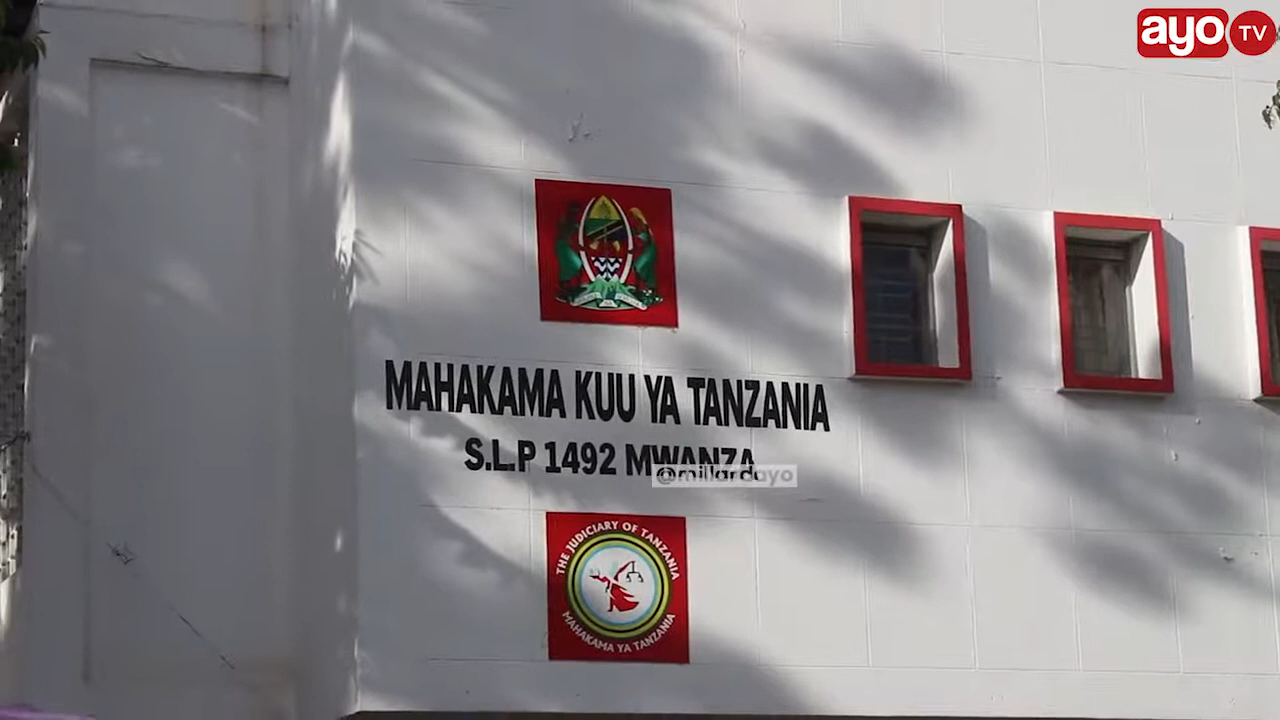 ayo TV
MAHAKAMA KUU YA TANZANIA
S.L.P 1492 MWANZA
@millardayo
THE JUDICIARY OF TANZANIA
MAHAKAMA YA TANZANIA